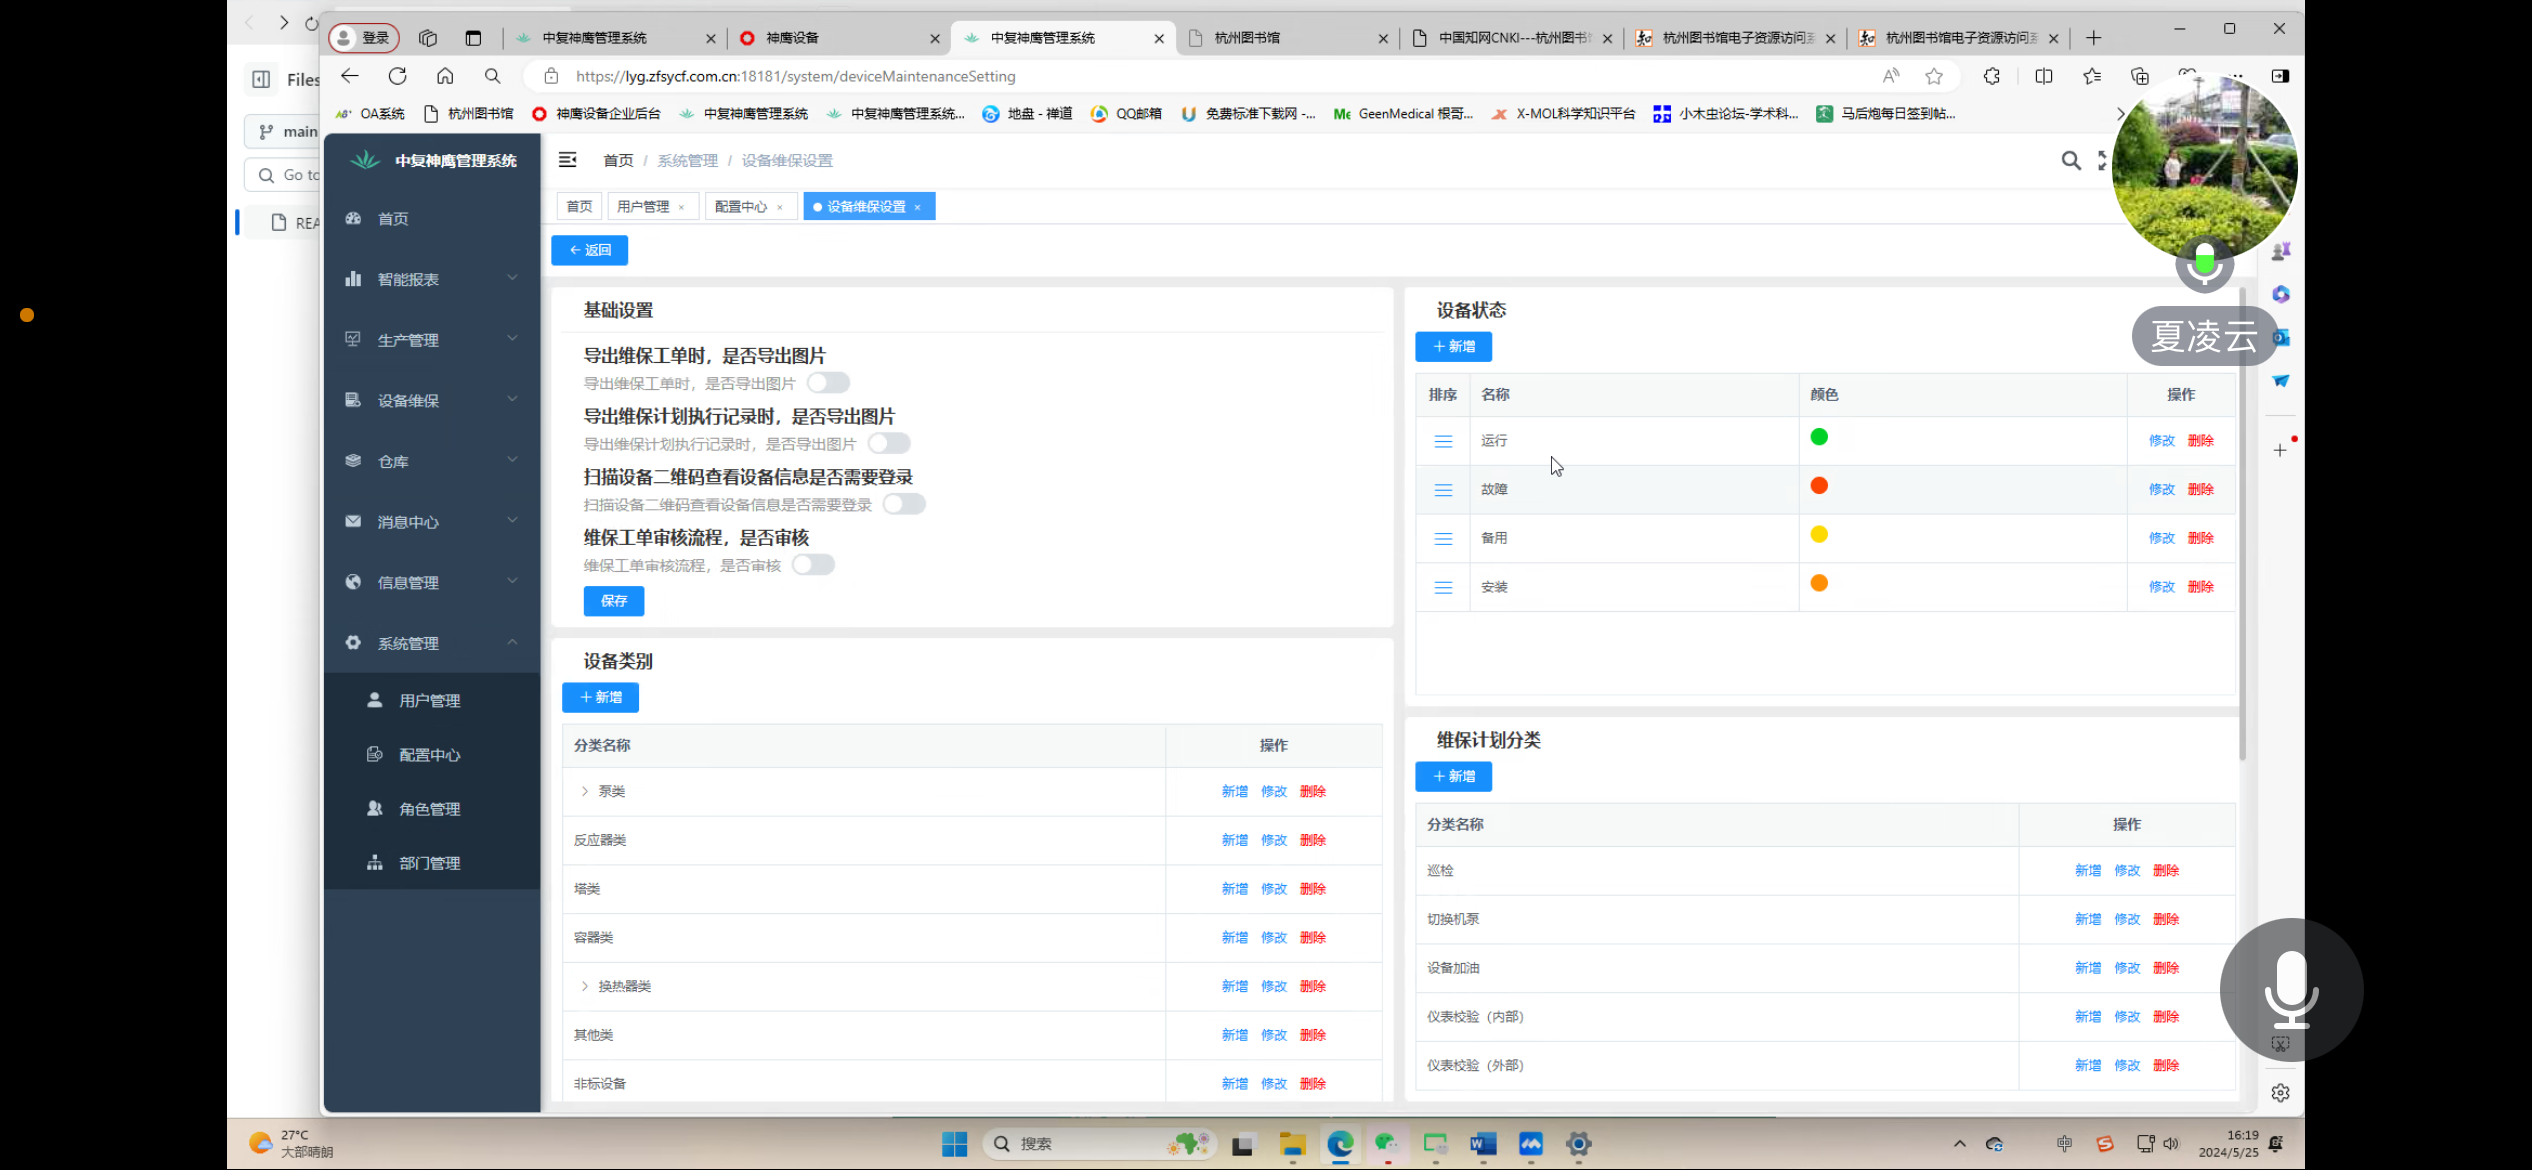 登录
中复神鹰管理系统
神鹰设备
中复神鹰管理系统
杭州图书馆
中国知网CNKI---杭州图书
杭州图书馆电子资源访问
杭州图书馆电子资源访问
Files
https://lyg.zfsycf.com.cn:18181/system/deviceMaintenanceSetting
main
OA系统
杭州图书馆
神鹰设备企业后台
中复神鹰管理系统
中复神鹰管理系统...
地盘 - 禅道
QQ邮箱
免费标准下载网 -...
GeenMedical 根哥...
X-MOL科学知识平台
小木虫论坛-学术科...
马后炮每日签到帖...
Go to
REA
中复神鹰管理系统
首页 / 系统管理 / 设备维保设置
首页
用户管理 ×
配置中心 ×
设备维保设置 ×
← 返回
首页
智能报表
生产管理
设备维保
仓库
消息中心
信息管理
系统管理
用户管理
配置中心
角色管理
部门管理
基础设置
导出维保工单时，是否导出图片
导出维保工单时，是否导出图片
导出维保计划执行记录时，是否导出图片
导出维保计划执行记录时，是否导出图片
扫描设备二维码查看设备信息是否需要登录
扫描设备二维码查看设备信息是否需要登录
维保工单审核流程，是否审核
维保工单审核流程，是否审核
保存
设备类别
+ 新增
分类名称 操作
泵类 新增 修改 删除
反应器类 新增 修改 删除
塔类 新增 修改 删除
容器类 新增 修改 删除
换热器类 新增 修改 删除
其他类 新增 修改 删除
非标设备 新增 修改 删除
设备状态
+ 新增
排序 名称 颜色 操作
运行 修改 删除
故障 修改 删除
备用 修改 删除
安装 修改 删除
维保计划分类
+ 新增
分类名称 操作
巡检 新增 修改 删除
切换机泵 新增 修改 删除
设备加油 新增 修改 删除
仪表校验（内部） 新增 修改 删除
仪表校验（外部） 新增 修改 删除
夏凌云
27°C
大部晴朗
搜索
中
16:19
2024/5/25